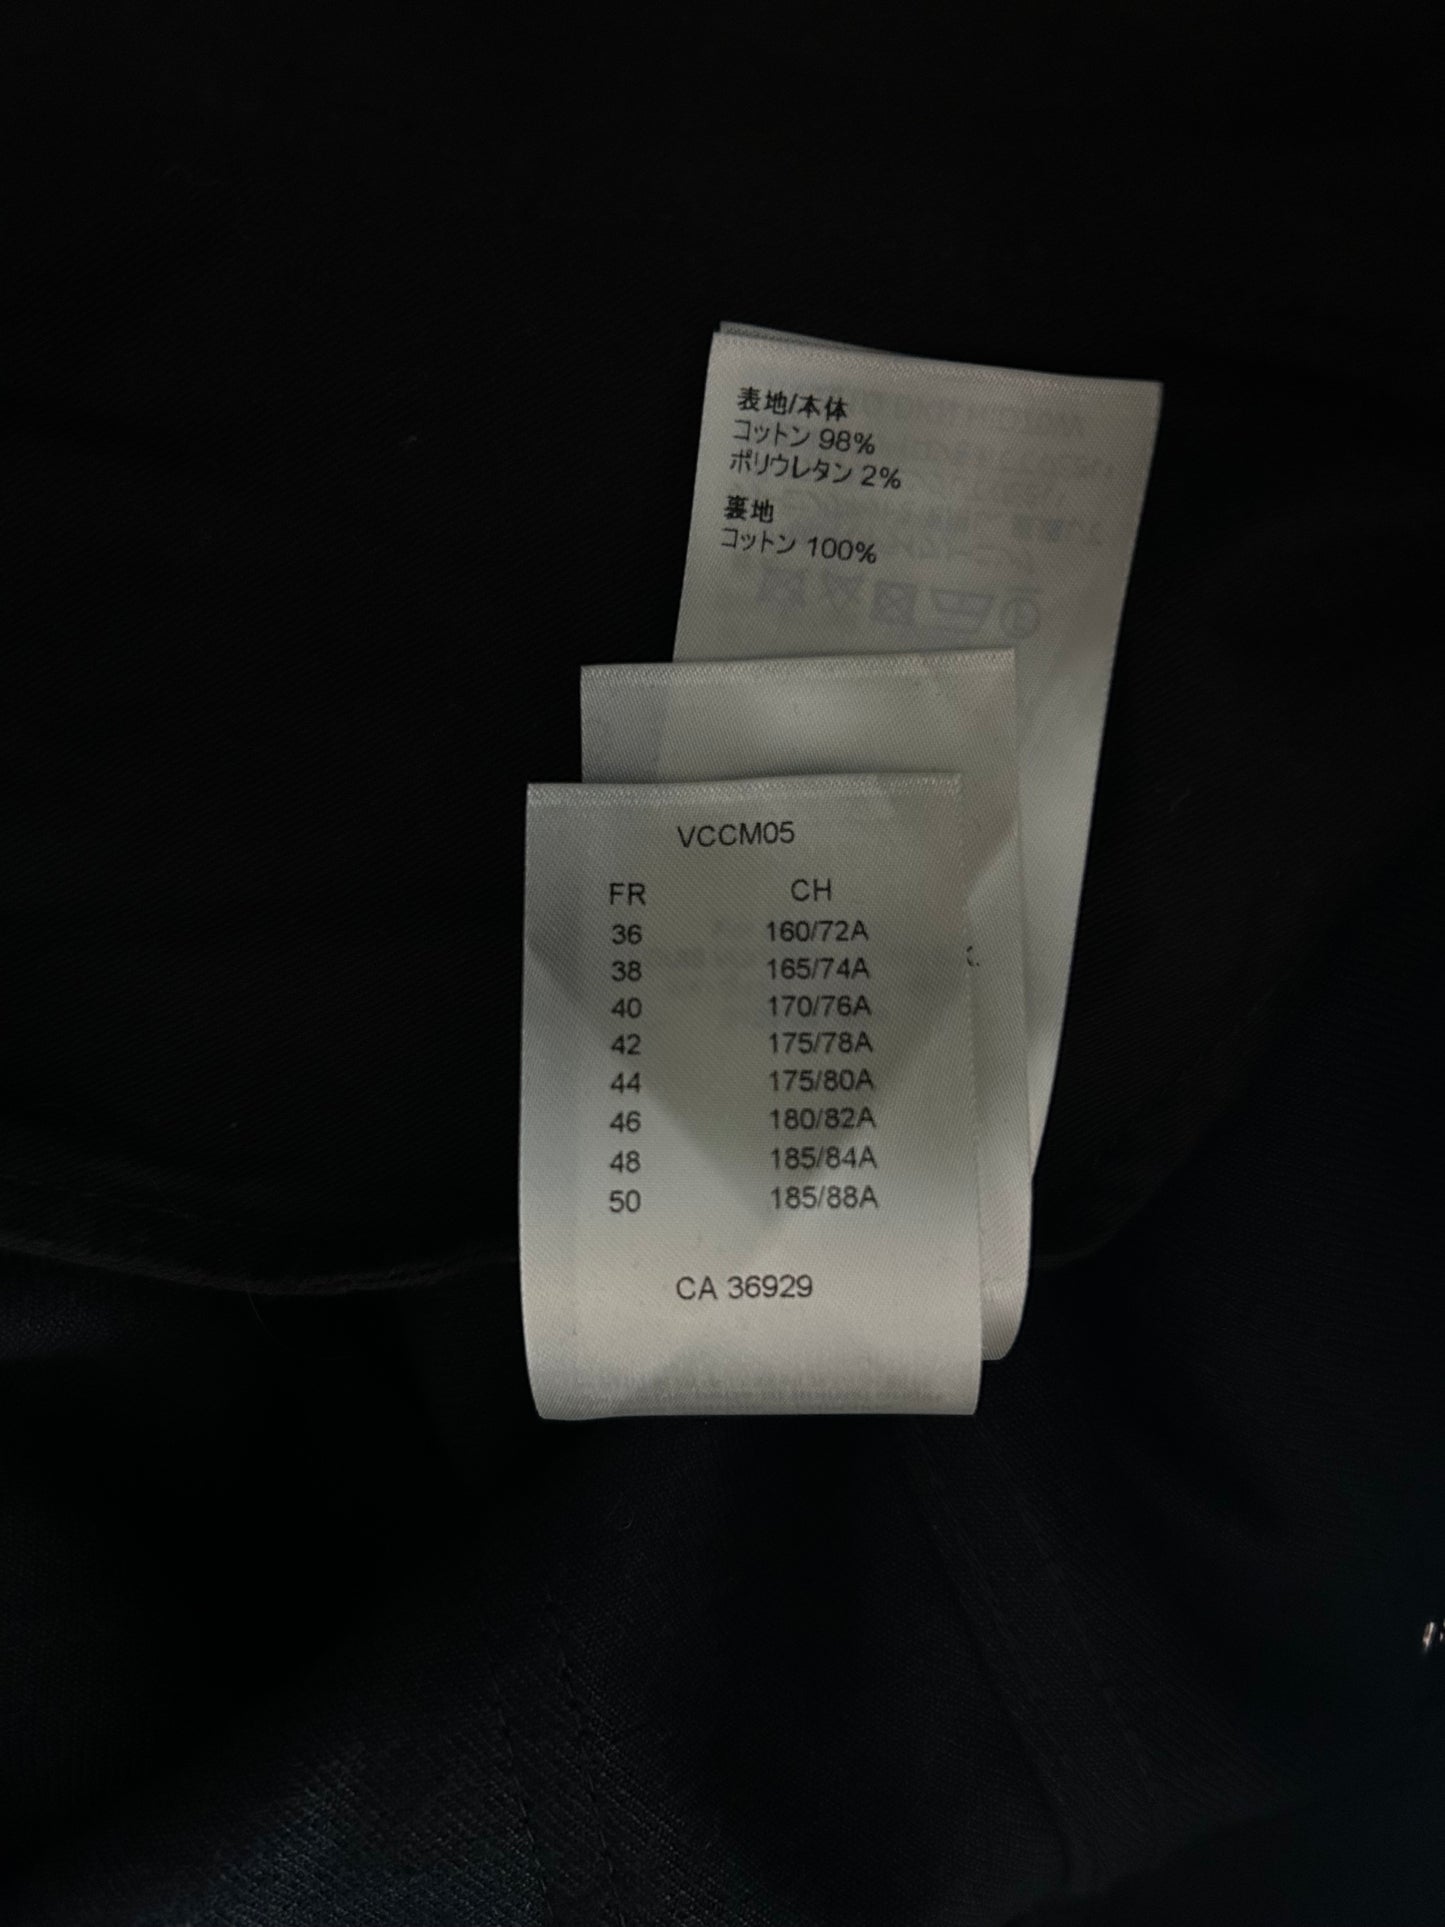 表地/本体
コットン 98%
ポリウレタン 2%
裏地
コットン 100%
VCCM05
FR CH
36 160/72A
38 165/74A
40 170/76A
42 175/78A
44 175/80A
46 180/82A
48 185/84A
50 185/88A
CA 36929